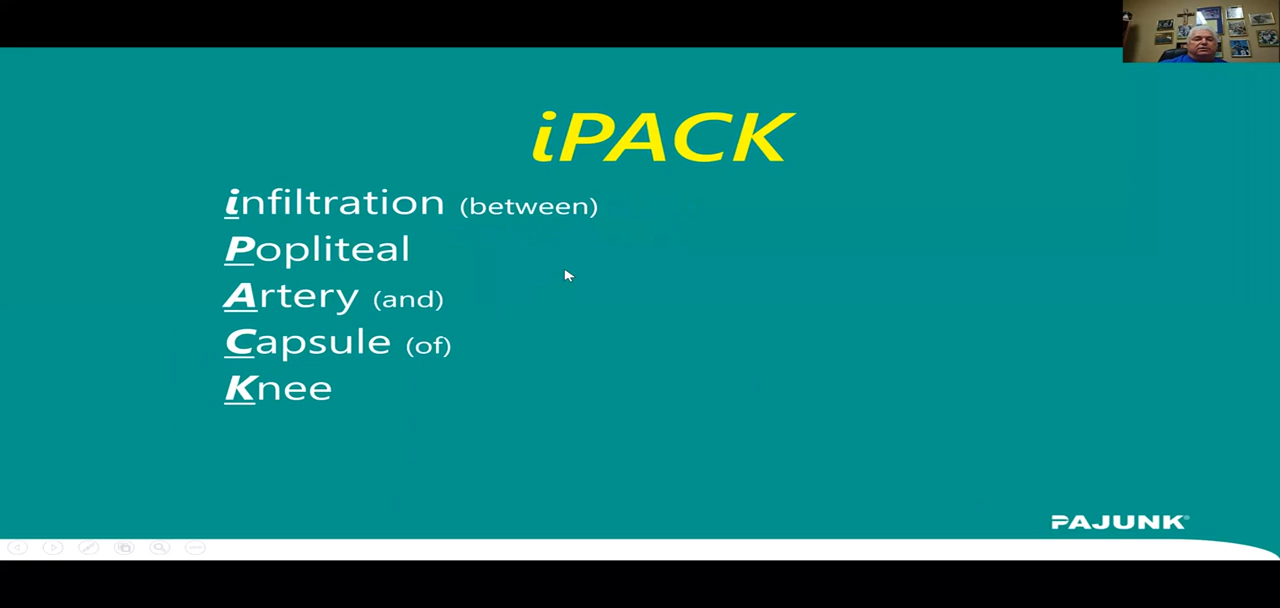 iPACK
infiltration (between)
Popliteal
Artery (and)
Capsule (of)
Knee
PAJUNK®